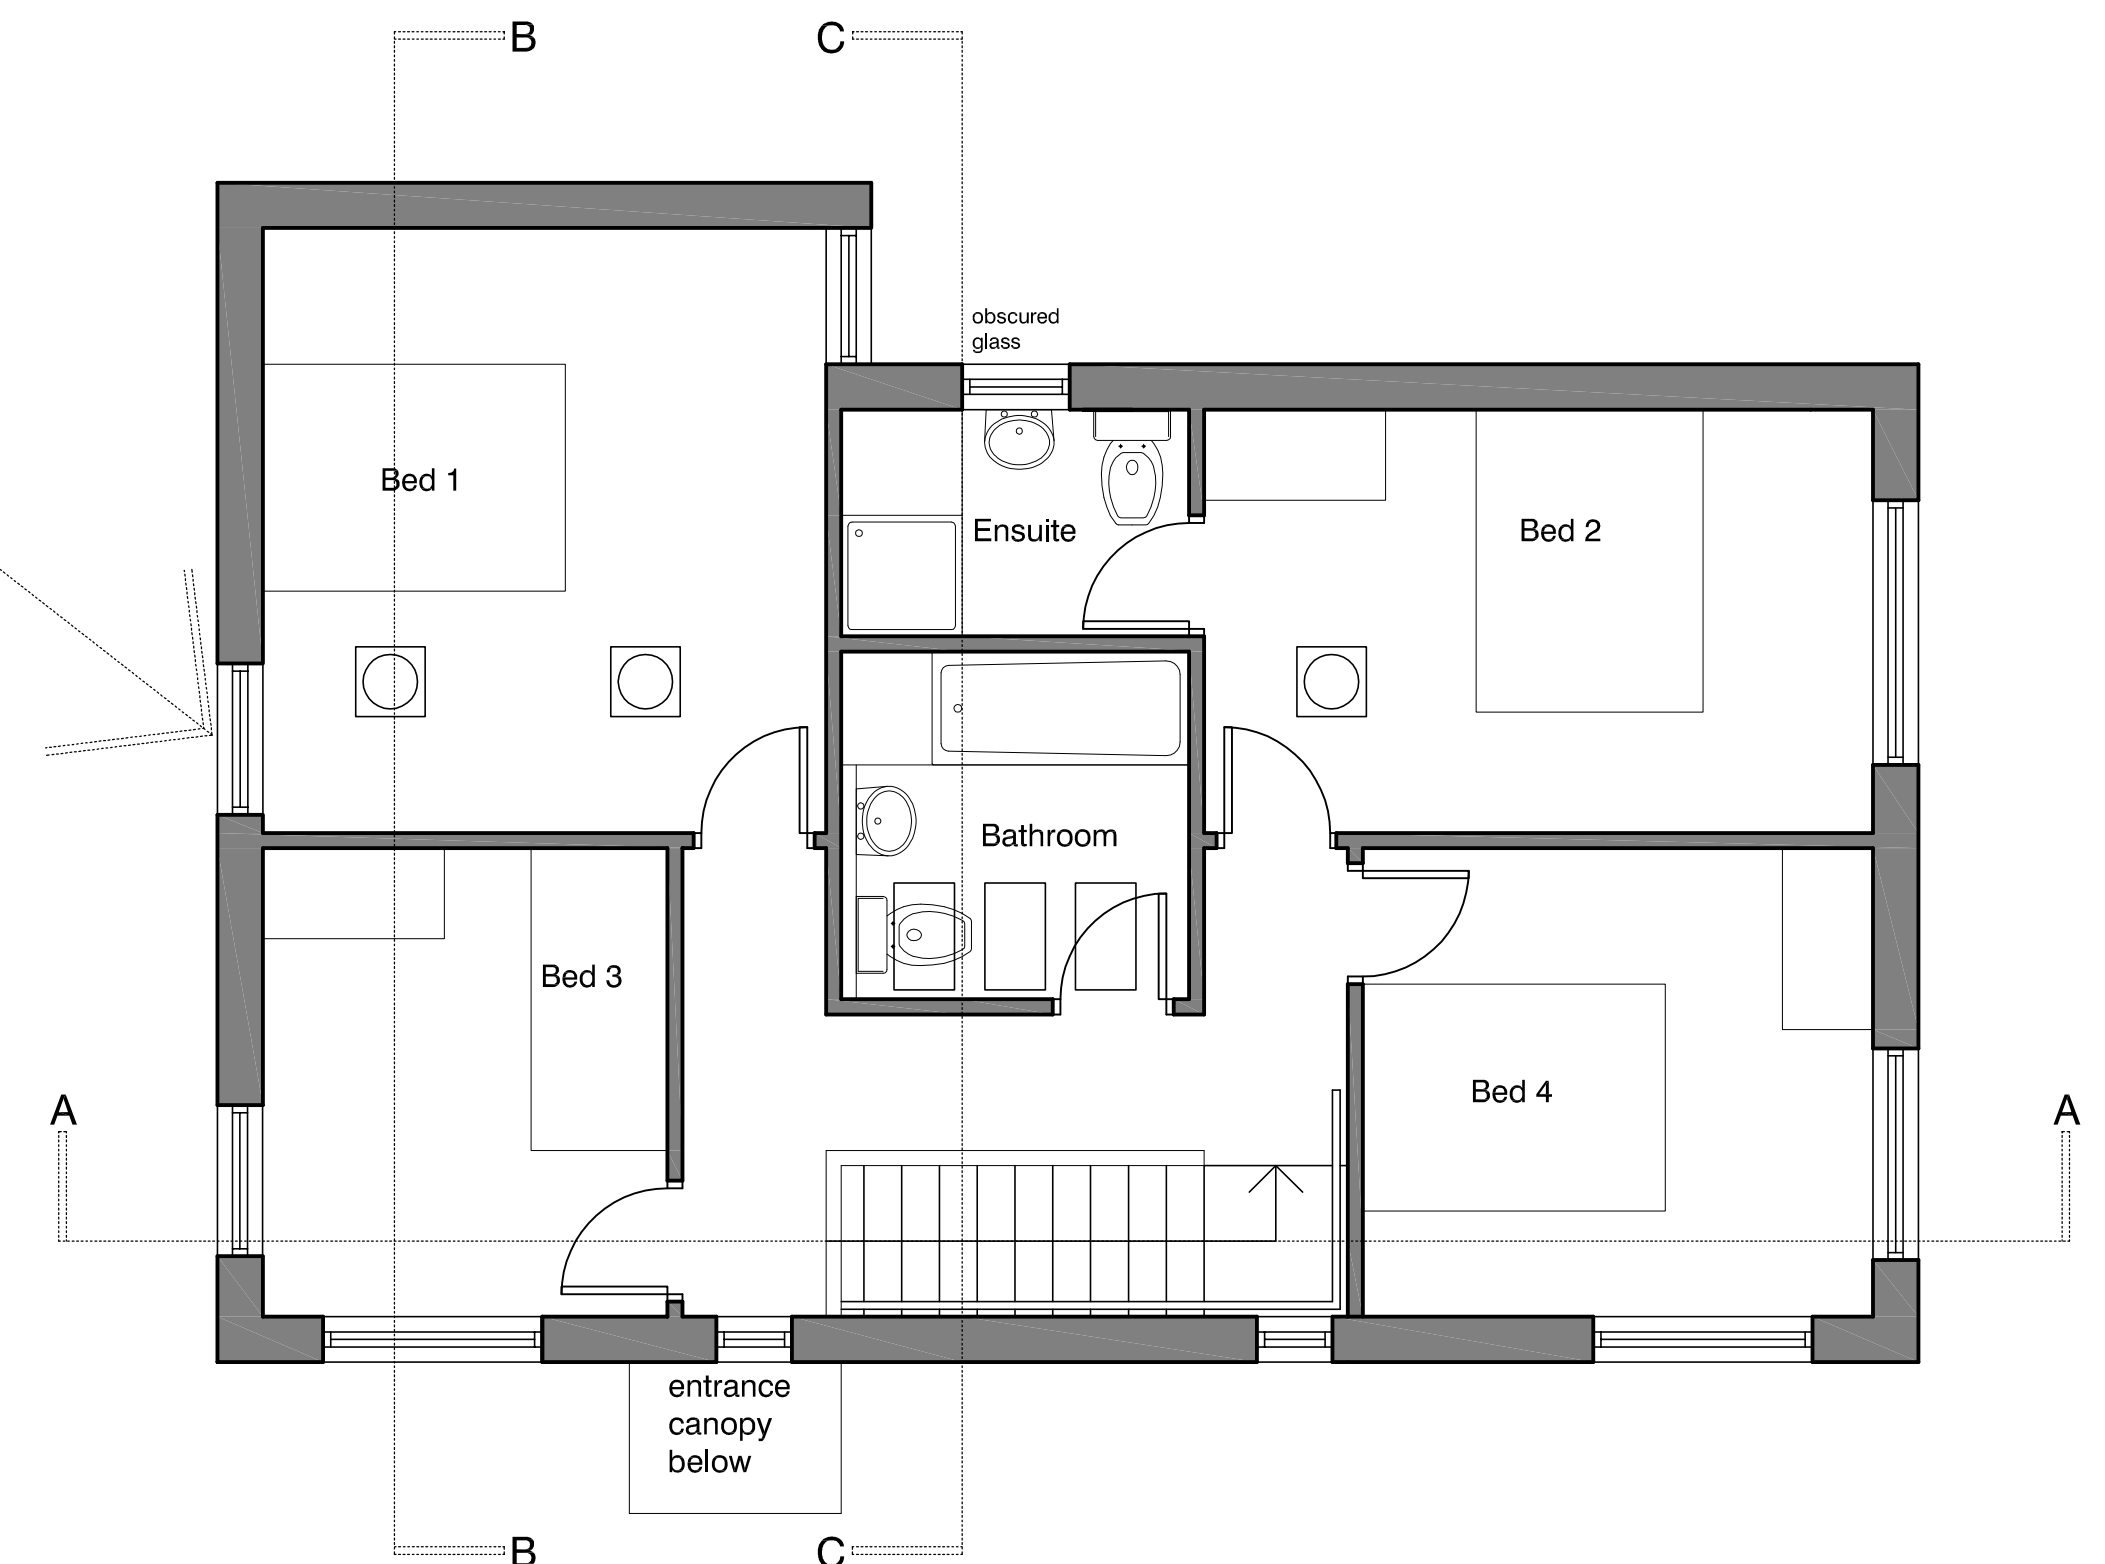 B
C
obscured
glass
Bed 1
Ensuite
Bed 2
Bathroom
Bed 3
Bed 4
A
A
entrance
canopy
below
B
C